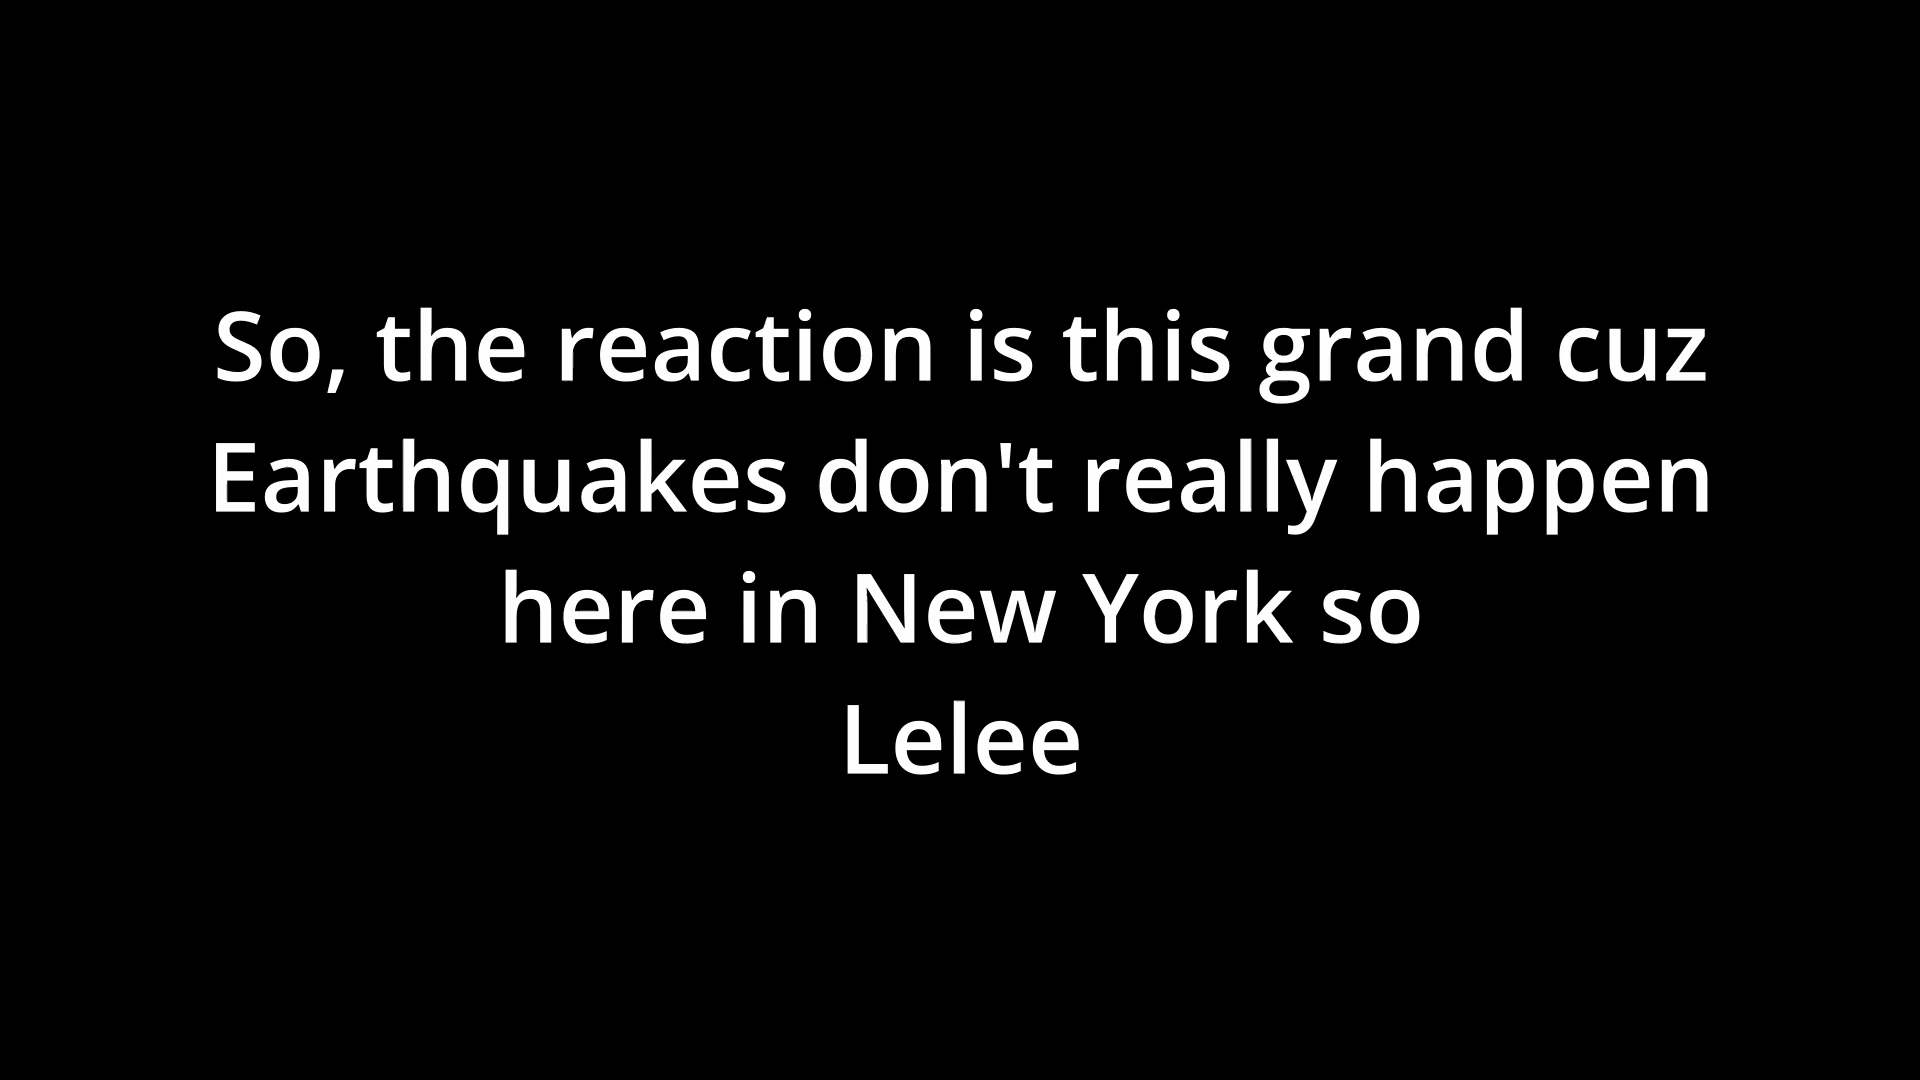 So, the reaction is this grand cuz
Earthquakes don't really happen
here in New York so
Lelee